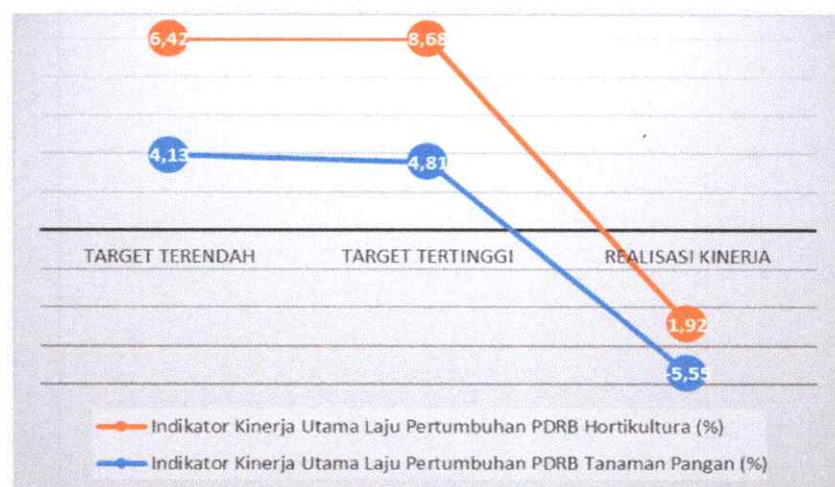 6,42
8,68
4,13
4,81
TARGET TERENDAH
TARGET TERTINGGI
REALISASI KINERJA
1,92
-5,55
Indikator Kinerja Utama Laju Pertumbuhan PDRB Hortikultura (%)
Indikator Kinerja Utama Laju Pertumbuhan PDRB Tanaman Pangan (%)